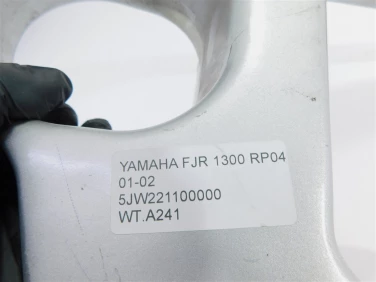 YAMAHA FJR 1300 RP04
01-02
5JW221100000
WT.A241